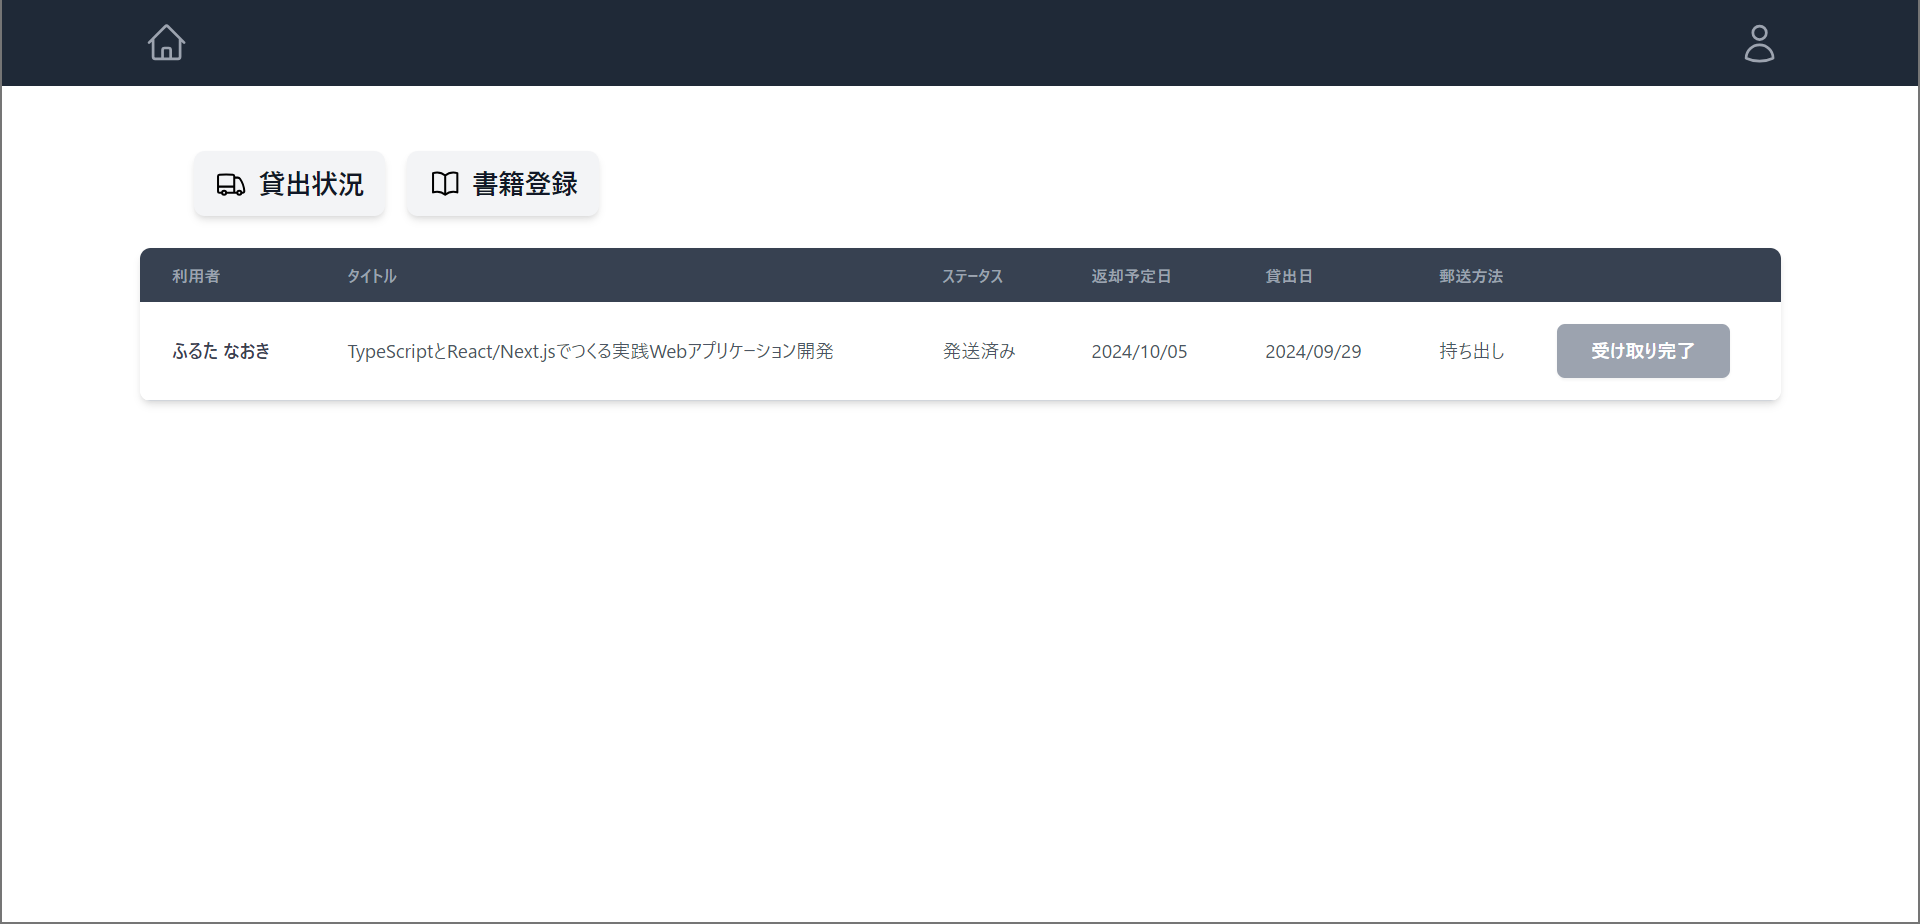 貸出状況 書籍登録
利用者 タイトル ステータス 返却予定日 貸出日 郵送方法
ふるた なおき TypeScriptとReact/Next.jsでつくる実践Webアプリケーション開発 発送済み 2024/10/05 2024/09/29 持ち出し 受け取り完了